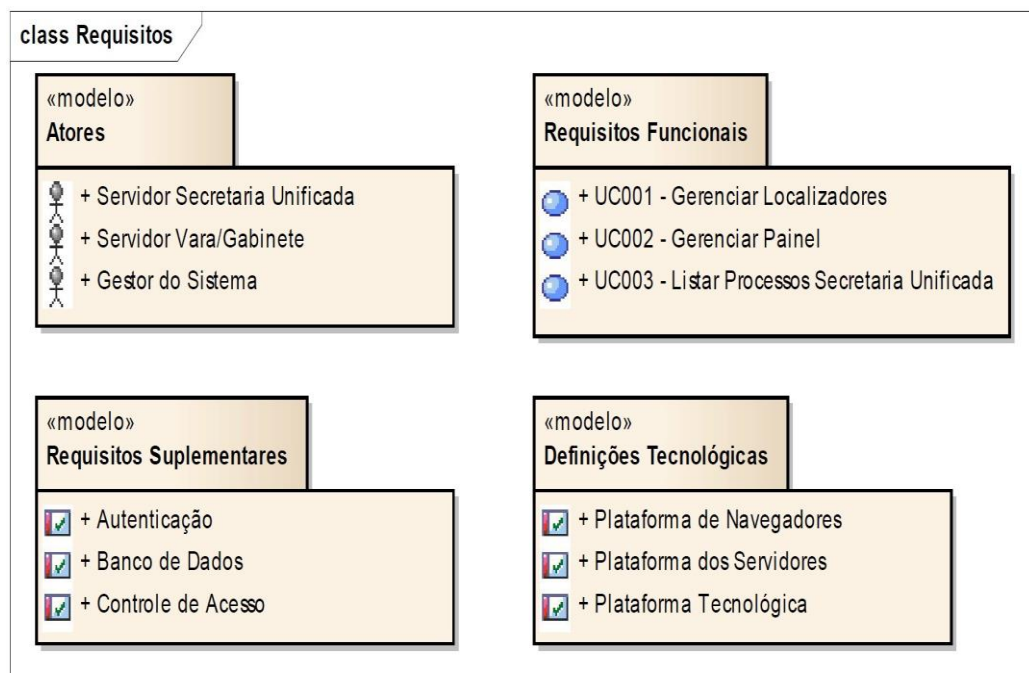 class Requisitos
«modelo»
Atores
+ Servidor Secretaria Unificada
+ Servidor Vara/Gabinete
+ Gestor do Sistema
«modelo»
Requisitos Funcionais
+ UC001 - Gerenciar Localizadores
+ UC002 - Gerenciar Painel
+ UC003 - Listar Processos Secretaria Unificada
«modelo»
Requisitos Suplementares
+ Autenticação
+ Banco de Dados
+ Controle de Acesso
«modelo»
Definições Tecnológicas
+ Plataforma de Navegadores
+ Plataforma dos Servidores
+ Plataforma Tecnológica